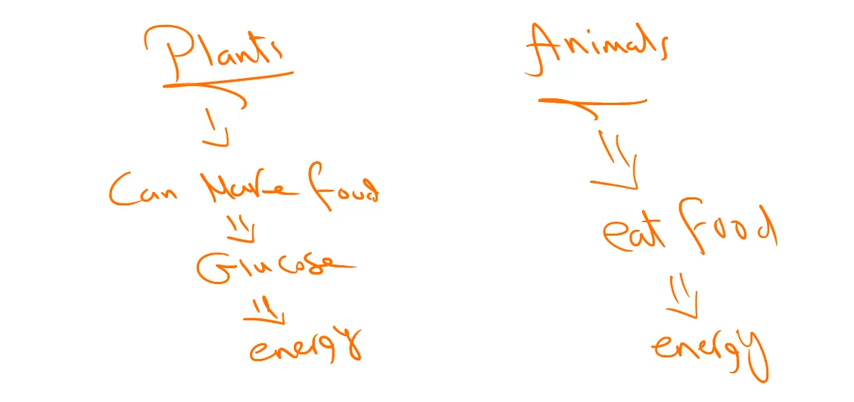 Plants
Can Make food
Glucose
energy
Animals
eat food
energy